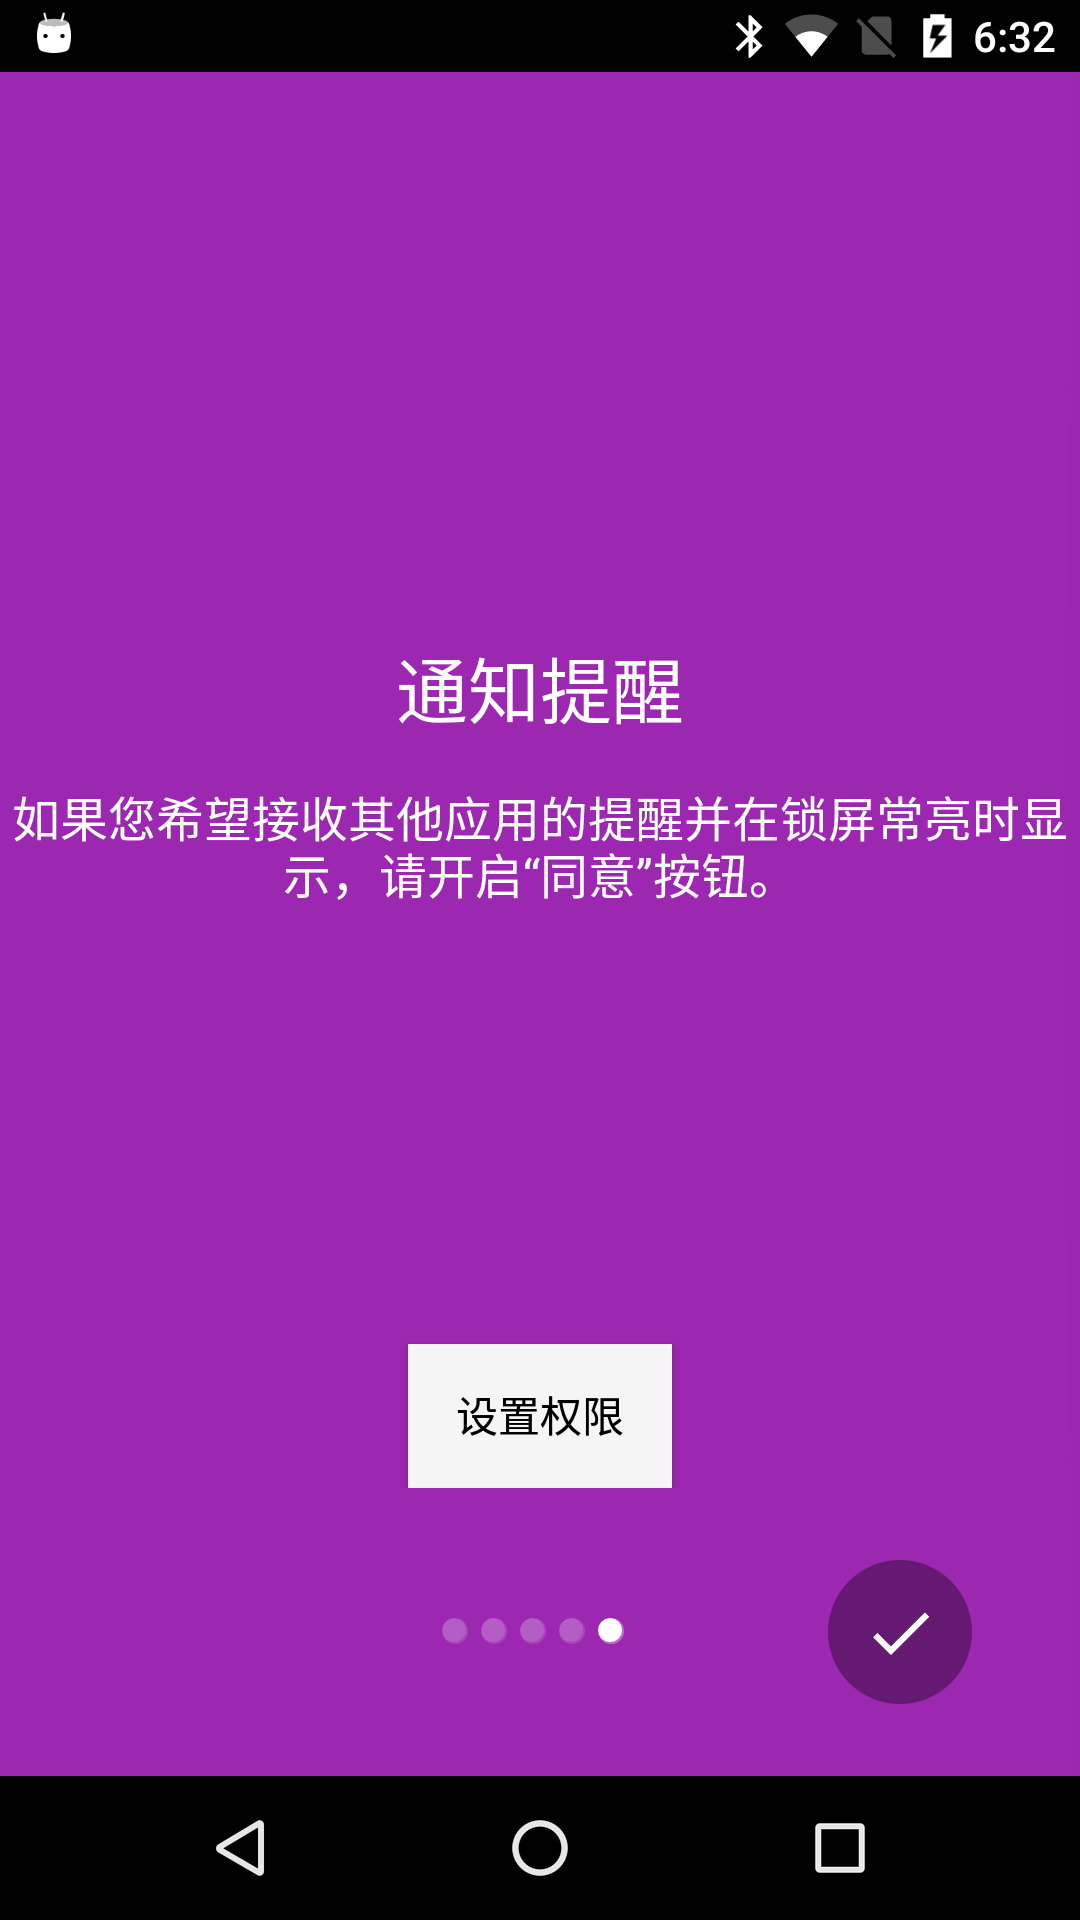 6:32
通知提醒
如果您希望接收其他应用的提醒并在锁屏常亮时显
示，请开启“同意”按钮。
设置权限